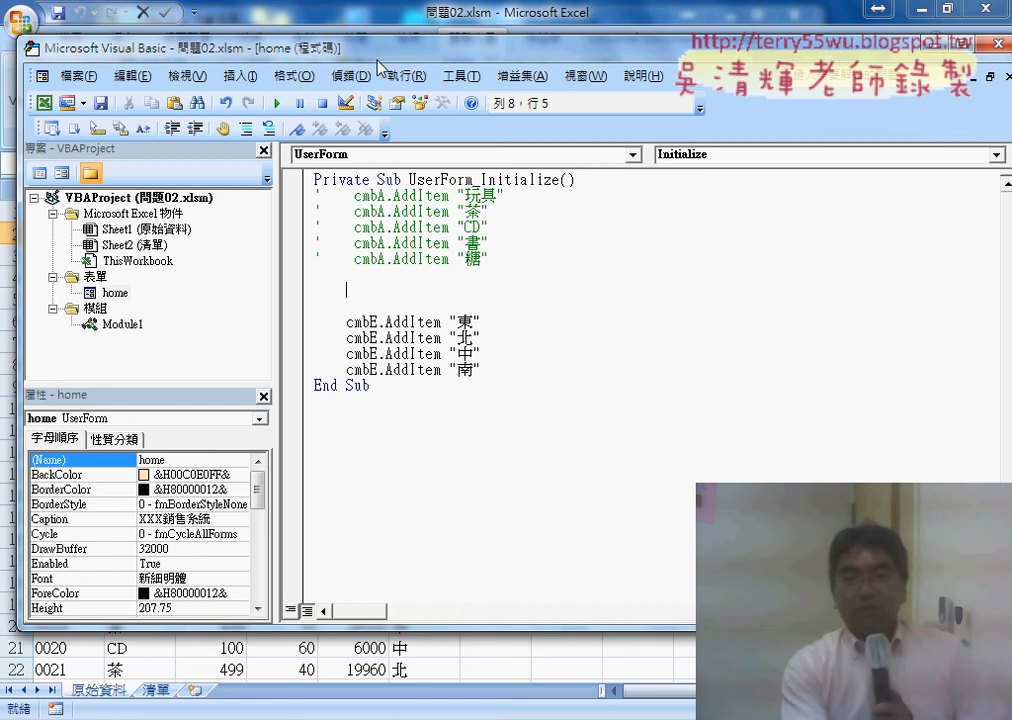 問題02.xlsm - Microsoft Excel
Microsoft Visual Basic - 問題02.xlsm - [home (程式碼)]
http://terry55wu.blogspot.tw
吳清輝老師錄製
檔案(F) 編輯(E) 檢視(V) 插入(I) 格式(O) 偵錯(D) 執行(R) 工具(T) 增益集(A) 視窗(W) 說明(H)
列 8，行 5
專案 - VBAProject
UserForm
Initialize
VBAProject (問題02.xlsm)
Microsoft Excel 物件
Sheet1 (原始資料)
Sheet2 (清單)
ThisWorkbook
表單
home
模組
Module1
屬性 - home
home UserForm
字母順序 性質分類
(Name) home
BackColor &H00C0E0FF&
BorderColor &H80000012&
BorderStyle 0 - fmBorderStyleNone
Caption XXX銷售系統
Cycle 0 - fmCycleAllForms
DrawBuffer 32000
Enabled True
Font 新細明體
ForeColor &H80000012&
Height 207.75
Private Sub UserForm_Initialize()
'    cmbA.AddItem "玩具"
'    cmbA.AddItem "茶"
'    cmbA.AddItem "CD"
'    cmbA.AddItem "書"
'    cmbA.AddItem "糖"
cmbE.AddItem "東"
cmbE.AddItem "北"
cmbE.AddItem "中"
cmbE.AddItem "南"
End Sub
21 0020 CD 100 60 6000 中
22 0021 茶 499 40 19960 北
原始資料 清單
就緒